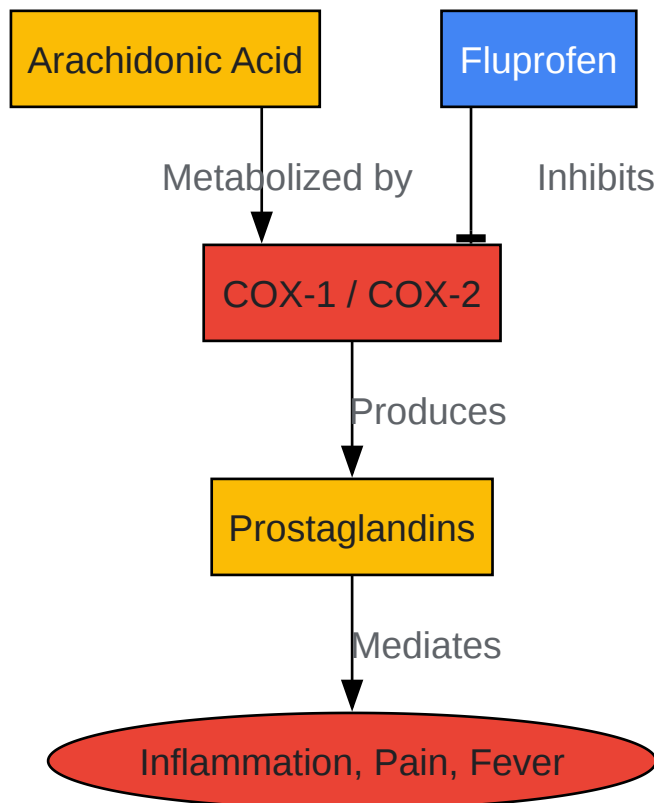 Arachidonic Acid
Fluprofen
Metabolized by
Inhibits
COX-1 / COX-2
Produces
Prostaglandins
Mediates
Inflammation, Pain, Fever